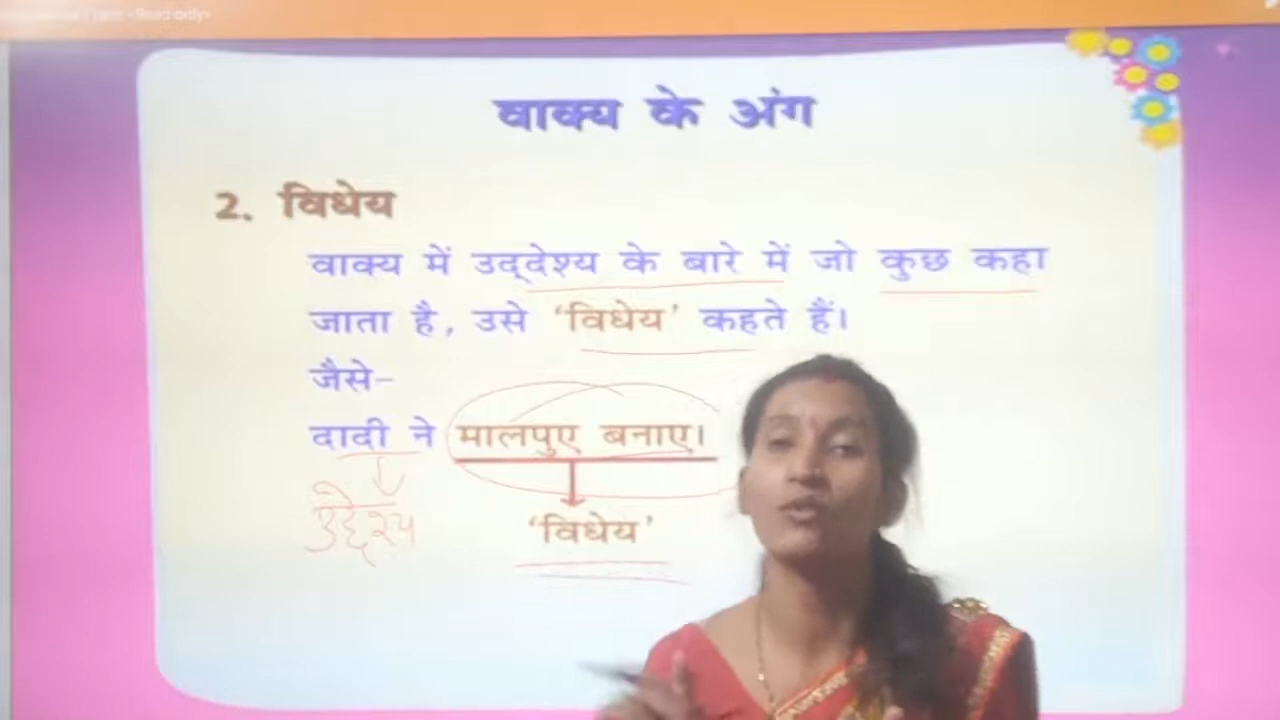 वाक्य के अंग
2. विधेय
वाक्य में उद्‌देश्य के बारे में जो कुछ कहा
जाता है, उसे 'विधेय' कहते हैं।
जैसे-
दादी ने मालपुए बनाए।
उद्देश्य
'विधेय'